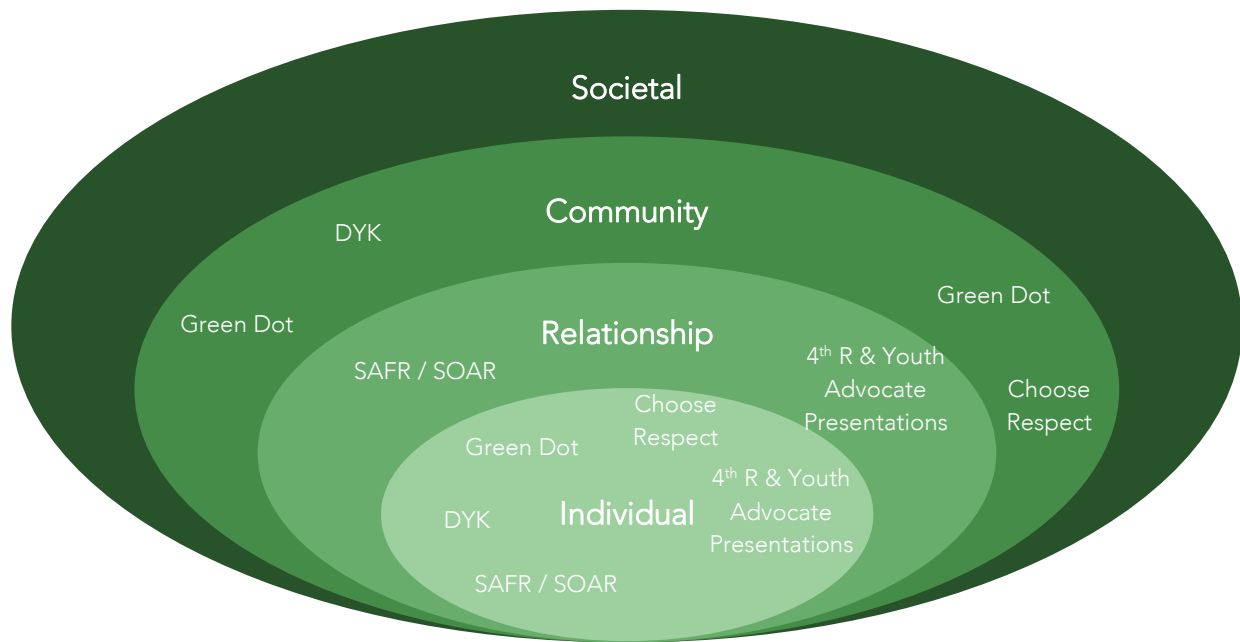 Societal
Community
DYK
Green Dot
Green Dot
Relationship
SAFR / SOAR
4th R & Youth
Advocate
Presentations
Choose
Respect
Choose
Respect
Green Dot
4th R & Youth
Advocate
Presentations
Individual
DYK
SAFR / SOAR